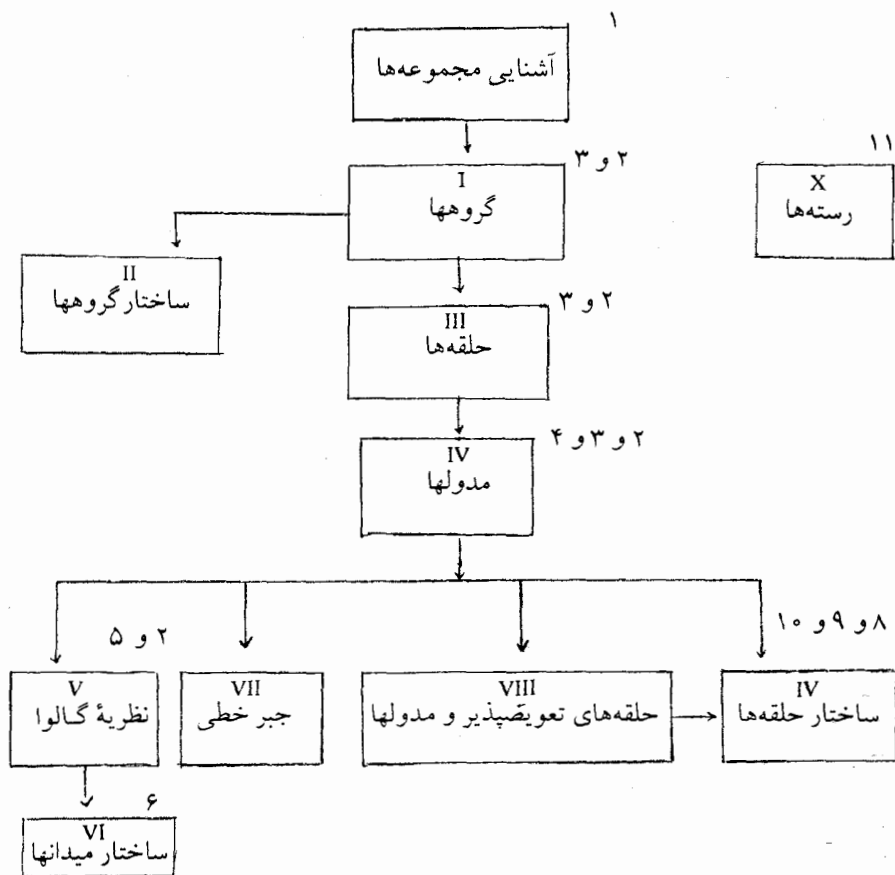 ۱
آشنایی مجموعه‌ها
۲ و ۳
I
گروهها
۱۱
X
رسته‌ها
II
ساختار گروهها
۲ و ۳
III
حلقه‌ها
۲ و ۳ و ۴
IV
مدولها
۸ و ۹ و ۱۰
IV
ساختار حلقه‌ها
VIII
حلقه‌های تعویضپذیر و مدولها
VII
جبر خطی
۲ و ۵
V
نظریهٔ گالوا
۶
VI
ساختار میدانها